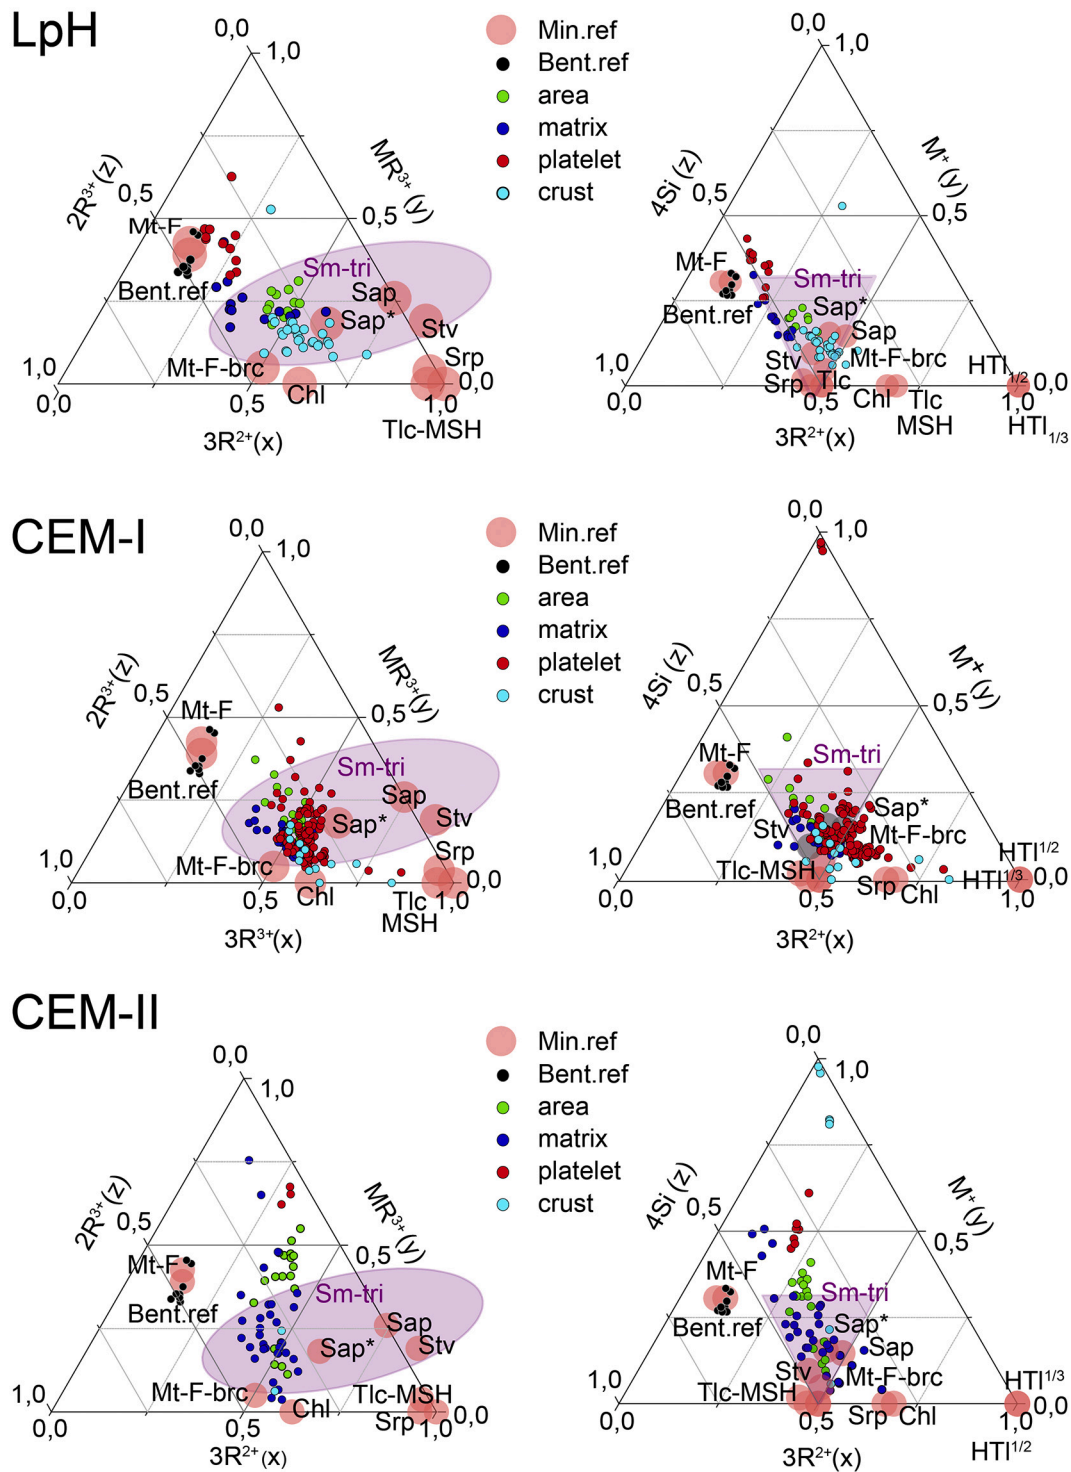 LpH
0,0
1,0
2R³⁺(z)
MR³⁺(y)
0,5
0,5
Mt-F
Bent.ref
Sm-tri
Sap
Sap*
Stv
Srp
Mt-F-brc
Chl
1,0
0,0
0,0
0,5
1,0
3R²⁺(x)
Tlc-MSH
Min.ref
Bent.ref
area
matrix
platelet
crust
0,0
1,0
4Si (z)
M⁺(y)
0,5
0,5
Mt-F
Bent.ref
Sm-tri
Sap*
Sap
Stv
Mt-F-brc
HTl1/2
Srp
Tlc
1,0
0,0
0,0
0,5
Chl
Tlc
1,0
MSH
HTl1/3
3R²⁺(x)
CEM-I
0,0
1,0
2R³⁺(z)
MR³⁺(y)
0,5
0,5
Mt-F
Bent.ref
Sm-tri
Sap
Sap*
Stv
Srp
Mt-F-brc
Chl
1,0
0,0
0,0
0,5
Tlc
1,0
MSH
3R³⁺(x)
Min.ref
Bent.ref
area
matrix
platelet
crust
0,0
1,0
4Si (z)
M⁺(y)
0,5
0,5
Mt-F
Bent.ref
Sm-tri
Sap*
Stv
Mt-F-brc
Tlc-MSH
HTl1/2
HTl1/3
1,0
0,0
Srp
Chl
0,0
0,5
1,0
3R²⁺(x)
CEM-II
0,0
1,0
2R³⁺(z)
MR³⁺(y)
0,5
0,5
Mt-F
Bent.ref
Sm-tri
Sap
Sap*
Stv
Mt-F-brc
Tlc-MSH
Chl
Srp
1,0
0,0
0,0
0,5
1,0
3R²⁺(x)
Min.ref
Bent.ref
area
matrix
platelet
crust
0,0
1,0
4Si (z)
M⁺(y)
0,5
0,5
Mt-F
Bent.ref
Sm-tri
Sap*
Sap
Stv
Mt-F-brc
Tlc-MSH
HTl1/3
1,0
0,0
Srp
Chl
0,0
0,5
1,0
HTl1/2
3R²⁺(x)